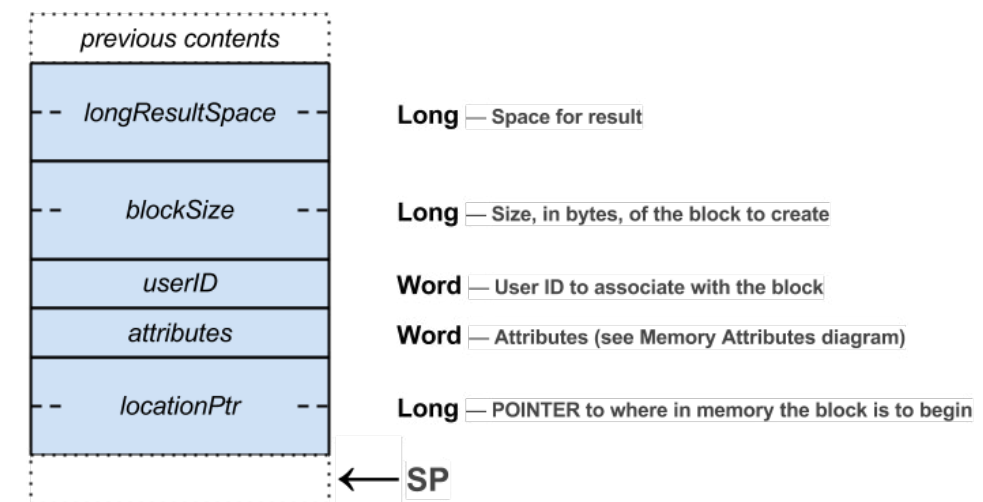 previous contents
longResultSpace
Long — Space for result
blockSize
Long — Size, in bytes, of the block to create
userID
Word — User ID to associate with the block
attributes
Word — Attributes (see Memory Attributes diagram)
locationPtr
Long — POINTER to where in memory the block is to begin
SP